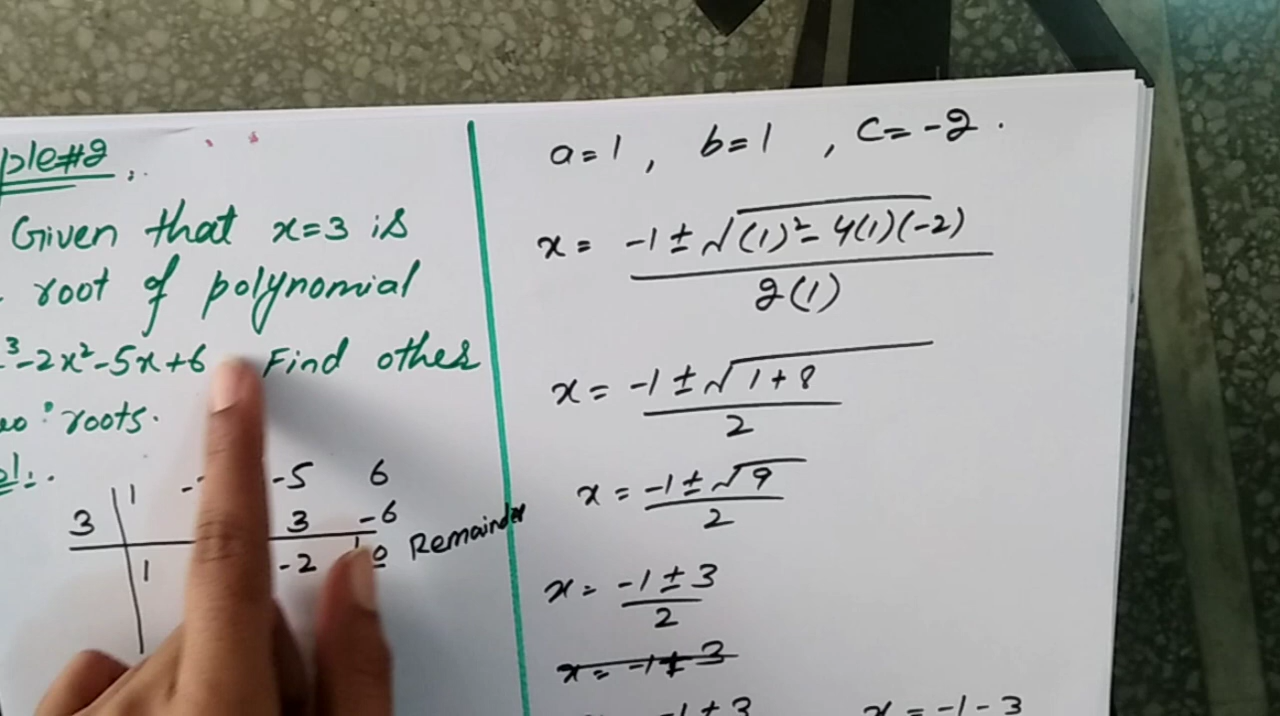 ple#2
Given that x=3 is
root of polynomial
³-2x²-5x+6 Find other
roots.
1 -5 6
3 3 -6
1 -2 0 Remainder
a=1, b=1, c=-2.
x= -1±√(1)²-4(1)(-2)
2(1)
x= -1±√1+8
2
x= -1±√9
2
x= -1±3
2
x= -1±3
-1+3 x=-1-3